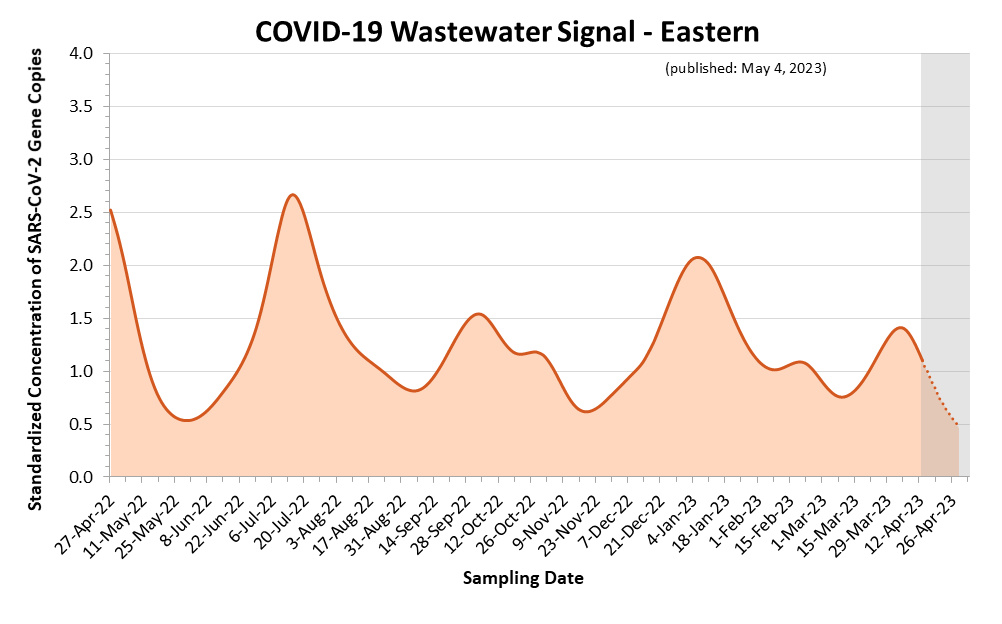 COVID-19 Wastewater Signal - Eastern
(published: May 4, 2023)
Standardized Concentration of SARS-CoV-2 Gene Copies
4.0
3.5
3.0
2.5
2.0
1.5
1.0
0.5
0.0
27-Apr-22
11-May-22
25-May-22
8-Jun-22
22-Jun-22
6-Jul-22
20-Jul-22
3-Aug-22
17-Aug-22
31-Aug-22
14-Sep-22
28-Sep-22
12-Oct-22
26-Oct-22
9-Nov-22
23-Nov-22
7-Dec-22
21-Dec-22
4-Jan-23
18-Jan-23
1-Feb-23
15-Feb-23
1-Mar-23
15-Mar-23
29-Mar-23
12-Apr-23
26-Apr-23
Sampling Date